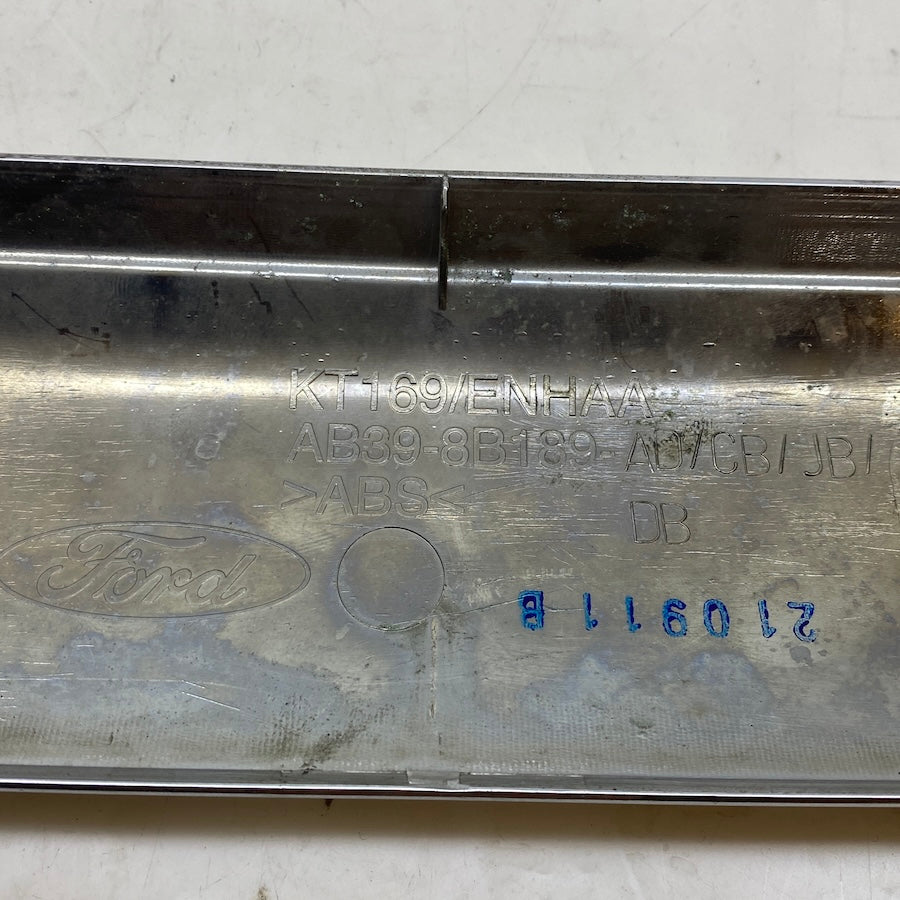 KT169/ENHAA
AB39-8B189-AD/CB/JB/
DB
>ABS<
Ford
210911B